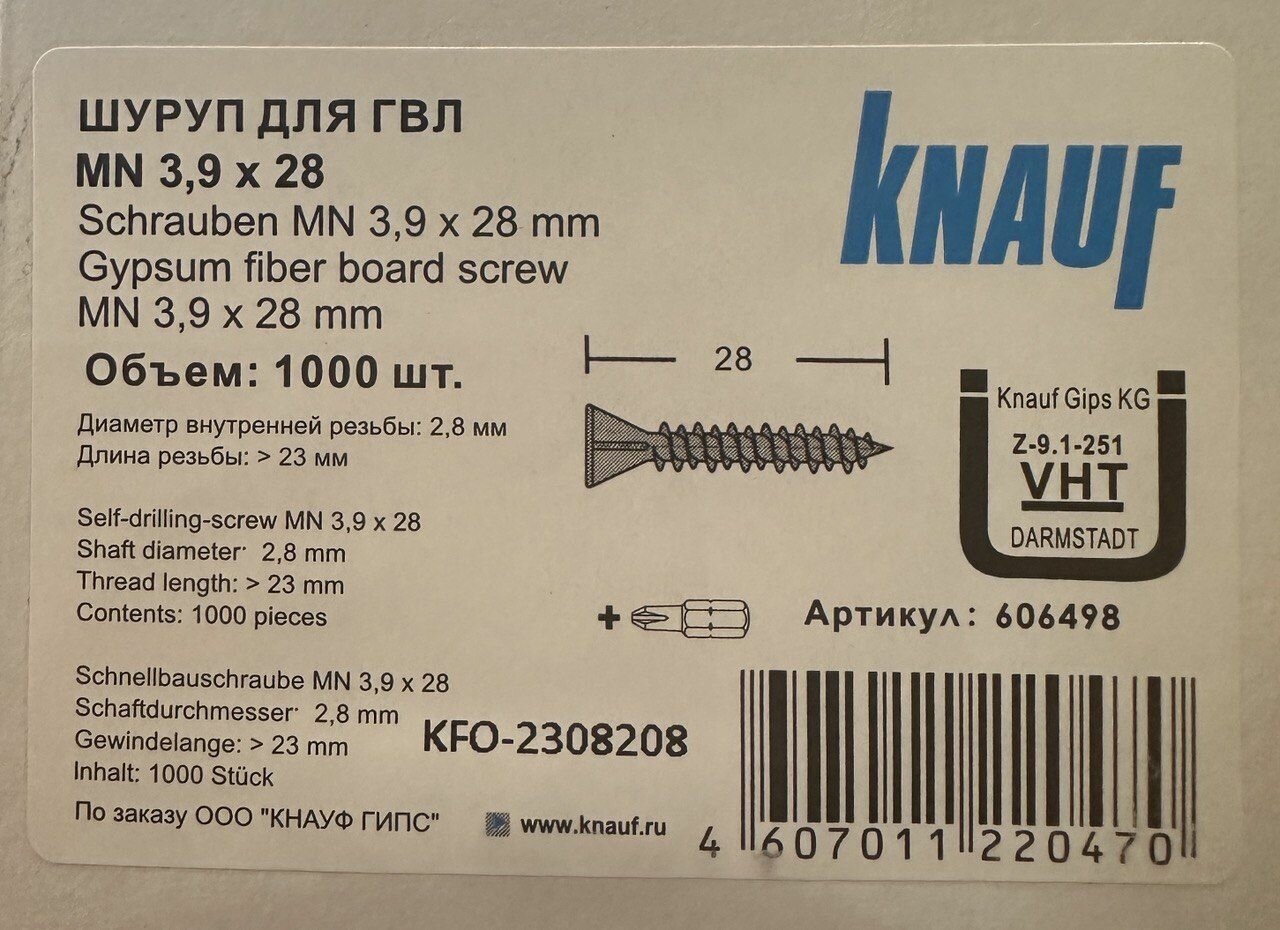 ШУРУП ДЛЯ ГВЛ
MN 3,9 x 28
Schrauben MN 3,9 x 28 mm
Gypsum fiber board screw
MN 3,9 x 28 mm
Объем: 1000 шт.
Диаметр внутренней резьбы: 2,8 мм
Длина резьбы: > 23 мм
Self-drilling-screw MN 3,9 x 28
Shaft diameter· 2,8 mm
Thread length: > 23 mm
Contents: 1000 pieces
Schnellbauschraube MN 3,9 x 28
Schaftdurchmesser· 2,8 mm
Gewindelange: > 23 mm
Inhalt: 1000 Stück
KFO-2308208
По заказу ООО "КНАУФ ГИПС"
www.knauf.ru
KNAUF
28
Knauf Gips KG
Z-9.1-251
VHT
DARMSTADT
+
Артикул: 606498
4 607011 220470